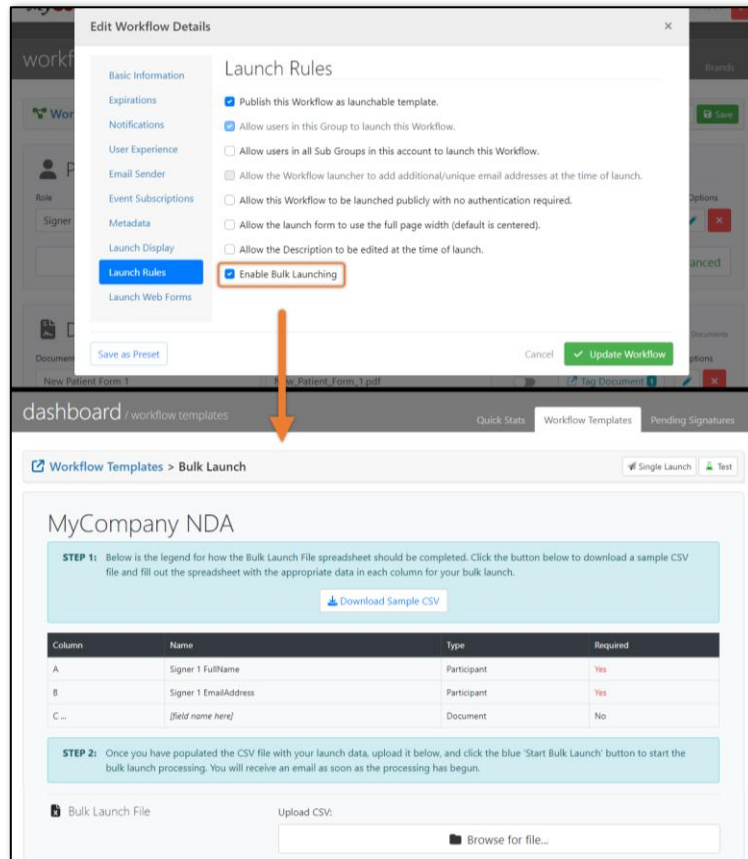 Edit Workflow Details
×
workf
Brands
Basic Information
Expirations
Notifications
User Experience
Email Sender
Event Subscriptions
Metadata
Launch Display
Launch Rules
Launch Web Forms
Launch Rules
Publish this Workflow as launchable template.
Allow users in this Group to launch this Workflow.
Allow users in all Sub Groups in this account to launch this Workflow.
Allow the Workflow launcher to add additional/unique email addresses at the time of launch.
Allow this Workflow to be launched publicly with no authentication required.
Allow the launch form to use the full page width (default is centered).
Allow the Description to be edited at the time of launch.
Enable Bulk Launching
Wor
Save
P
Role
Options
Signer
anced
D
Documents
Save as Preset
Cancel
Update Workflow
Document
ptions
New Patient Form 1
New_Patient_Form_1.pdf
Tag Document 1
dashboard / workflow templates
Quick Stats
Workflow Templates
Pending Signatures
Workflow Templates > Bulk Launch
Single Launch
Test
MyCompany NDA
STEP 1: Below is the legend for how the Bulk Launch File spreadsheet should be completed. Click the button below to download a sample CSV
file and fill out the spreadsheet with the appropriate data in each column for your bulk launch.
Download Sample CSV
Column Name Type Required
A Signer 1 FullName Participant Yes
B Signer 1 EmailAddress Participant Yes
C ... [field name here] Document No
STEP 2: Once you have populated the CSV file with your launch data, upload it below, and click the blue 'Start Bulk Launch' button to start the
bulk launch processing. You will receive an email as soon as the processing has begun.
Bulk Launch File
Upload CSV:
Browse for file...